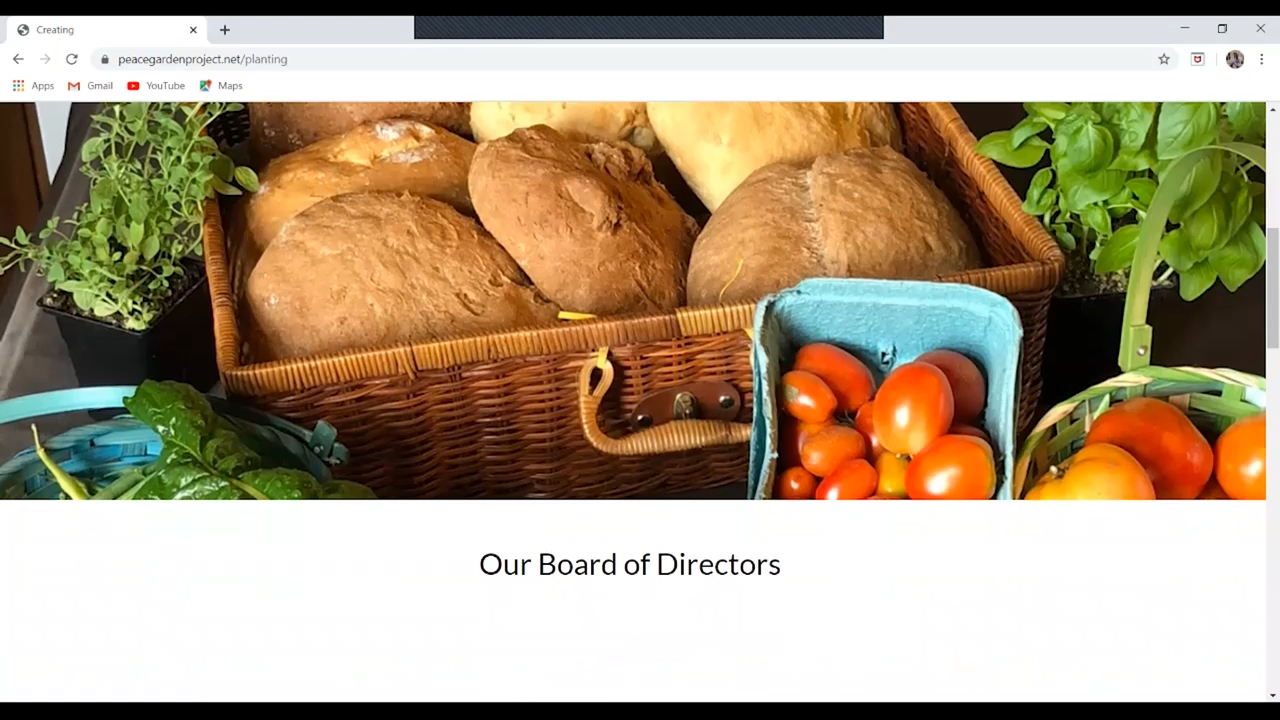 Creating
peacegardenproject.net/planting
Apps Gmail YouTube Maps
Our Board of Directors